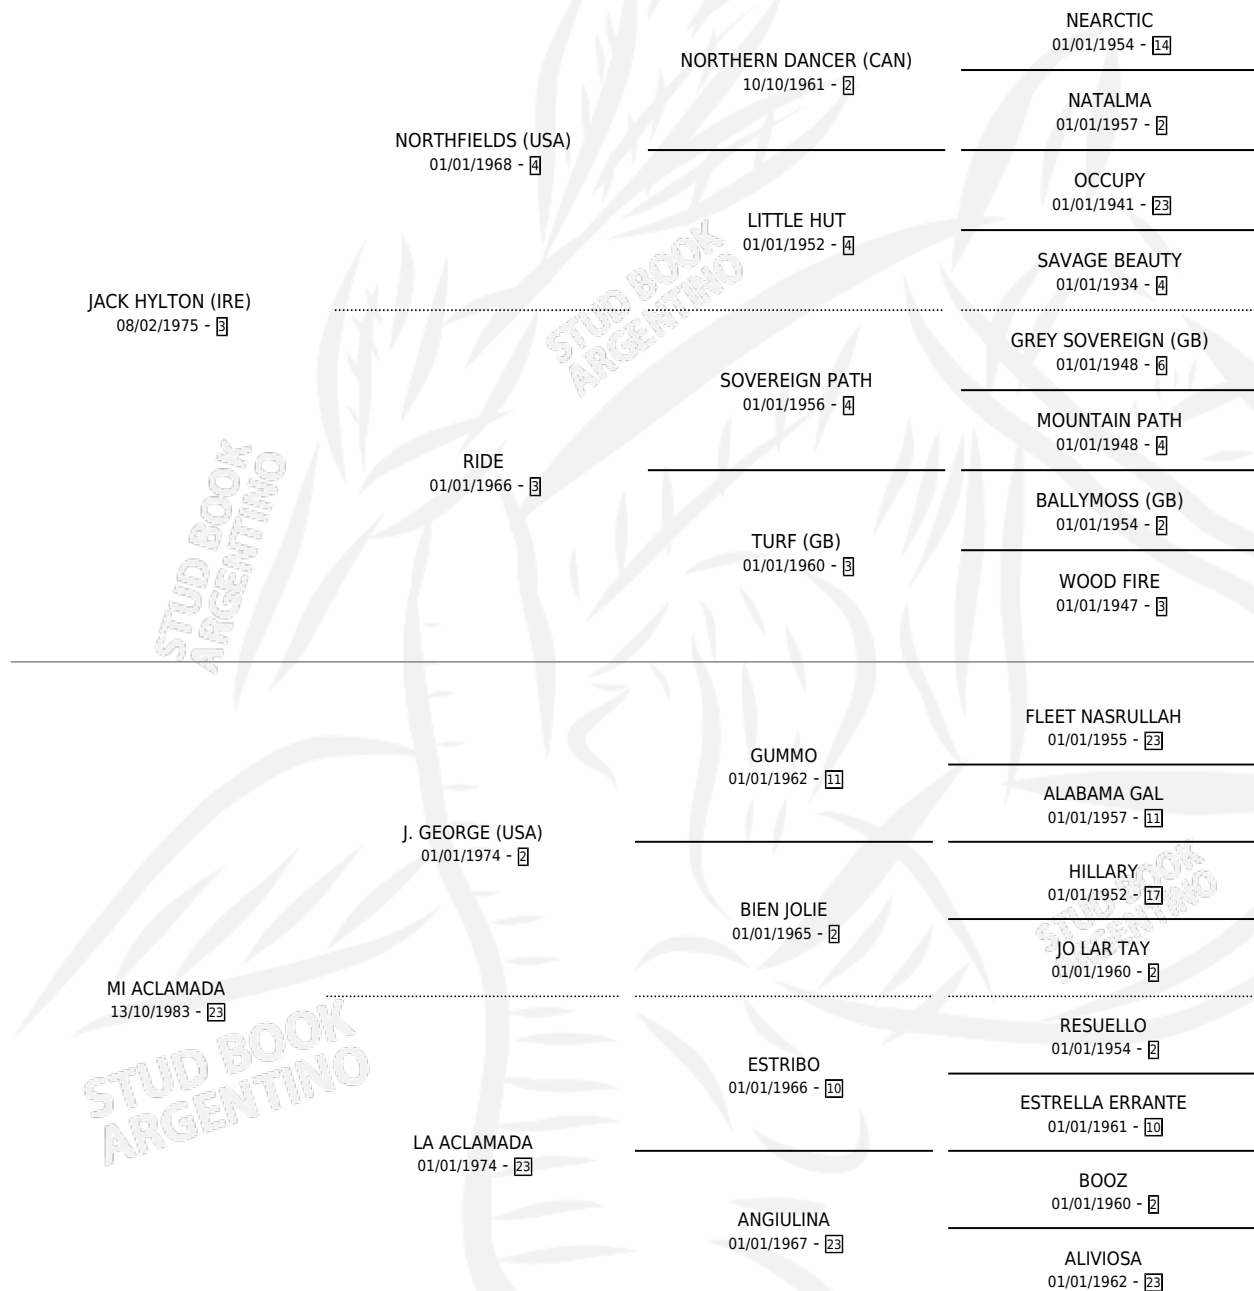 NEARCTIC
01/01/1954 - 14
NORTHERN DANCER (CAN)
10/10/1961 - 2
NATALMA
01/01/1957 - 2
NORTHFIELDS (USA)
01/01/1968 - 4
OCCUPY
01/01/1941 - 23
LITTLE HUT
01/01/1952 - 4
SAVAGE BEAUTY
01/01/1934 - 4
JACK HYLTON (IRE)
08/02/1975 - 3
GREY SOVEREIGN (GB)
01/01/1948 - 6
SOVEREIGN PATH
01/01/1956 - 4
MOUNTAIN PATH
01/01/1948 - 4
RIDE
01/01/1966 - 3
BALLYMOSS (GB)
01/01/1954 - 2
TURF (GB)
01/01/1960 - 3
WOOD FIRE
01/01/1947 - 3
FLEET NASRULLAH
01/01/1955 - 23
GUMMO
01/01/1962 - 11
ALABAMA GAL
01/01/1957 - 11
J. GEORGE (USA)
01/01/1974 - 2
HILLARY
01/01/1952 - 17
BIEN JOLIE
01/01/1965 - 2
JO LAR TAY
01/01/1960 - 2
MI ACLAMADA
13/10/1983 - 23
RESUELLO
01/01/1954 - 2
ESTRIBO
01/01/1966 - 10
ESTRELLA ERRANTE
01/01/1961 - 10
LA ACLAMADA
01/01/1974 - 23
BOOZ
01/01/1960 - 2
ANGIULINA
01/01/1967 - 23
ALIVIOSA
01/01/1962 - 23
STUD BOOK
ARGENTINO
STUD BOOK
ARGENTINO
STUD BOOK
ARGENTINO
STUD BOOK
ARGENTINO